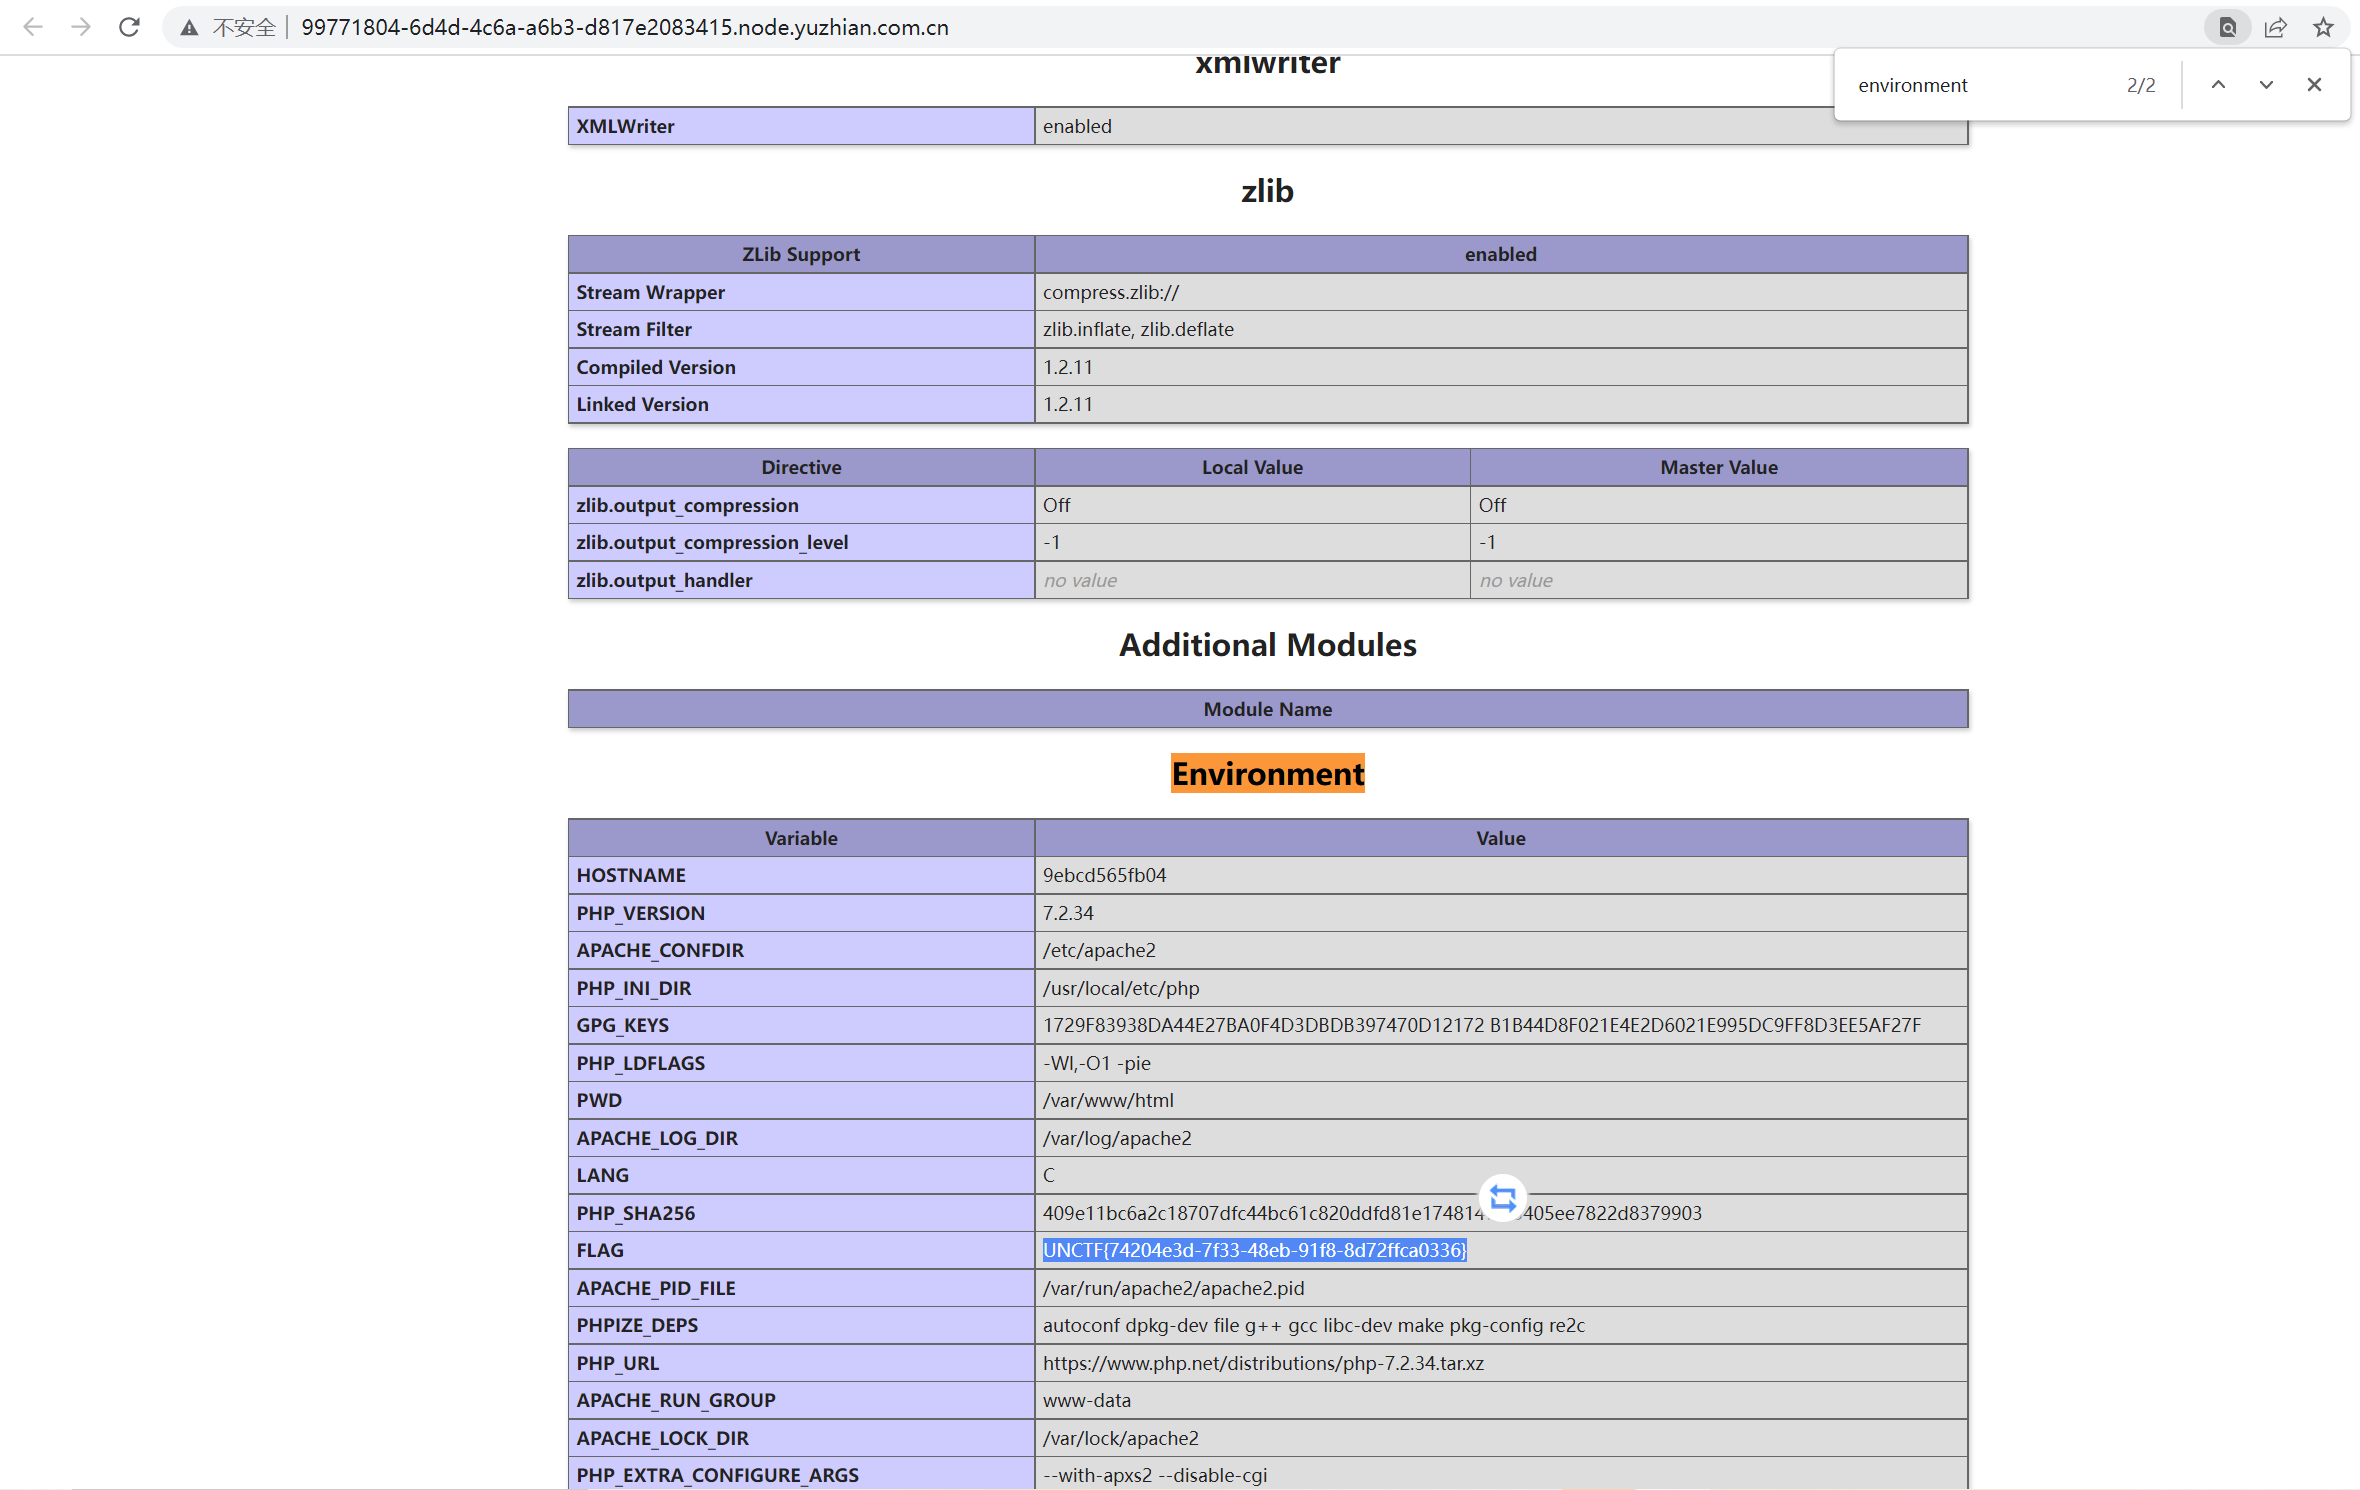 不安全 99771804-6d4d-4c6a-a6b3-d817e2083415.node.yuzhian.com.cn
environment 2/2
xmlwriter
XMLWriter enabled
zlib
ZLib Support enabled
Stream Wrapper compress.zlib://
Stream Filter zlib.inflate, zlib.deflate
Compiled Version 1.2.11
Linked Version 1.2.11
Directive Local Value Master Value
zlib.output_compression Off Off
zlib.output_compression_level -1 -1
zlib.output_handler no value no value
Additional Modules
Module Name
Environment
Variable Value
HOSTNAME 9ebcd565fb04
PHP_VERSION 7.2.34
APACHE_CONFDIR /etc/apache2
PHP_INI_DIR /usr/local/etc/php
GPG_KEYS 1729F83938DA44E27BA0F4D3DBDB397470D12172 B1B44D8F021E4E2D6021E995DC9FF8D3EE5AF27F
PHP_LDFLAGS -Wl,-O1 -pie
PWD /var/www/html
APACHE_LOG_DIR /var/log/apache2
LANG C
PHP_SHA256
FLAG UNCTF{74204e3d-7f33-48eb-91f8-8d72ffca0336}
APACHE_PID_FILE /var/run/apache2/apache2.pid
PHPIZE_DEPS autoconf dpkg-dev file g++ gcc libc-dev make pkg-config re2c
PHP_URL https://www.php.net/distributions/php-7.2.34.tar.xz
APACHE_RUN_GROUP www-data
APACHE_LOCK_DIR /var/lock/apache2
PHP_EXTRA_CONFIGURE_ARGS --with-apxs2 --disable-cgi